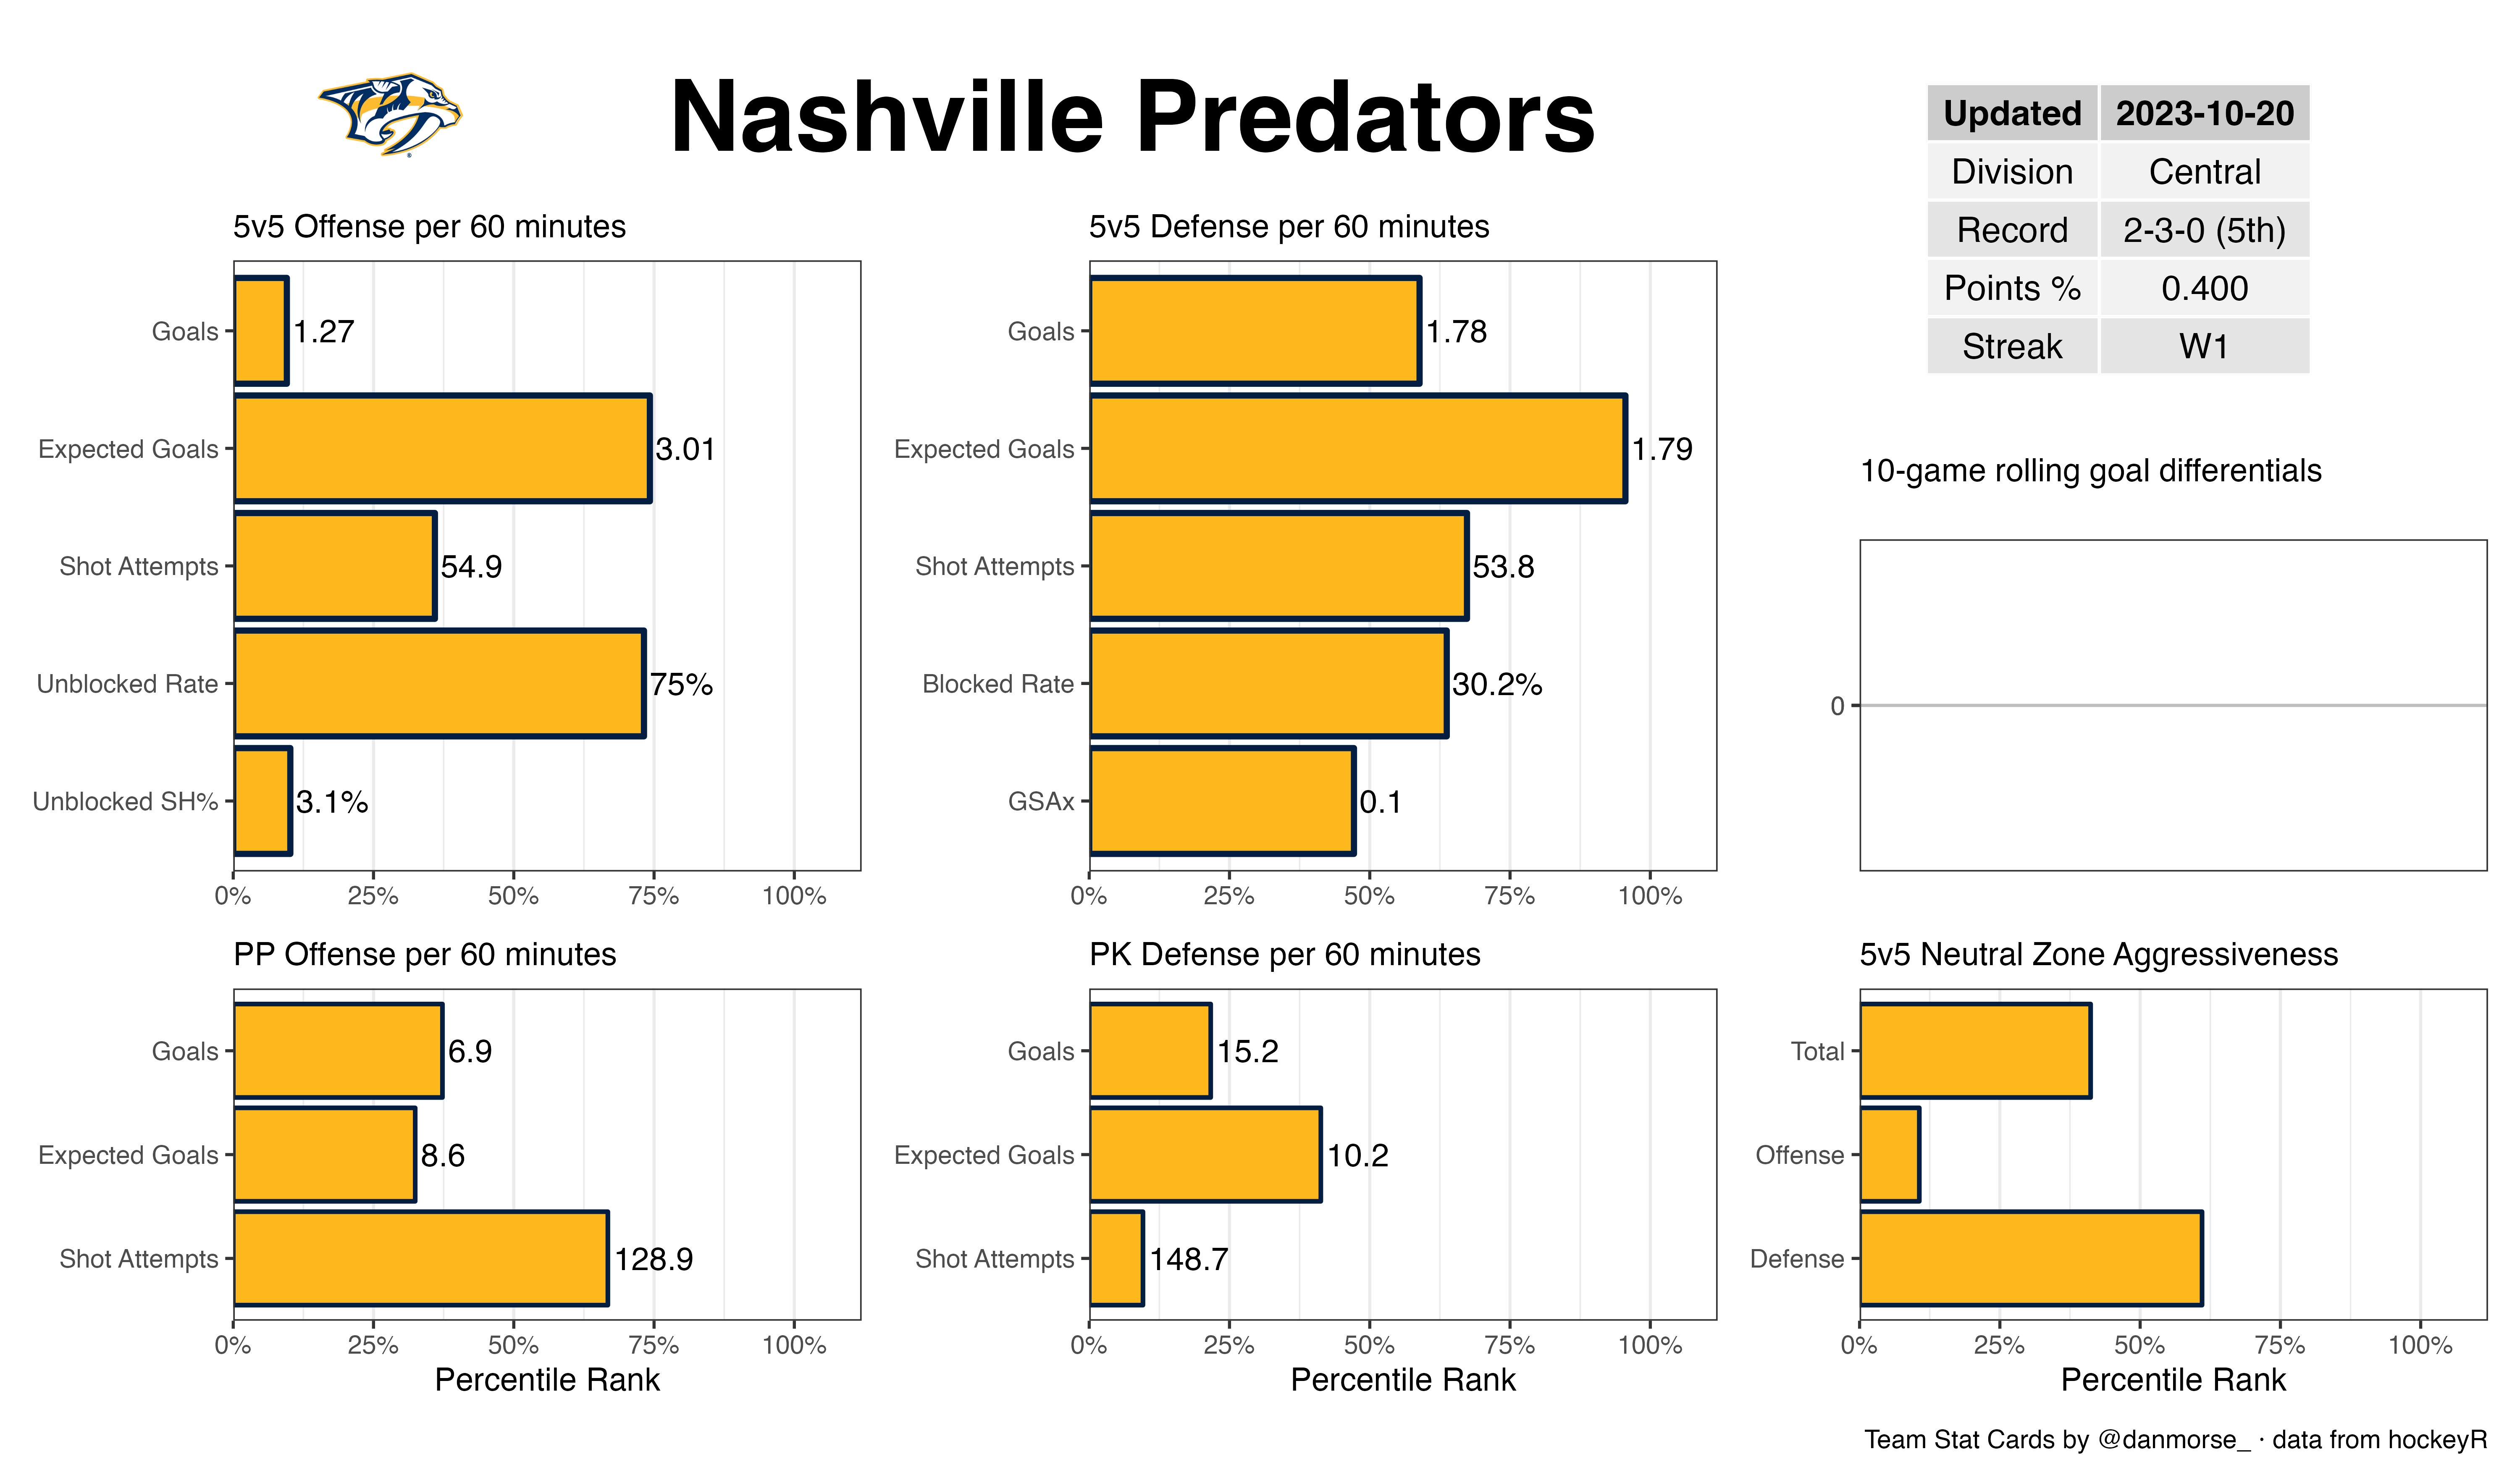 Nashville Predators
Updated 2023-10-20
Division Central
Record 2-3-0 (5th)
Points % 0.400
Streak W1
5v5 Offense per 60 minutes
Goals 1.27
Expected Goals 3.01
Shot Attempts 54.9
Unblocked Rate 75%
Unblocked SH% 3.1%
0% 25% 50% 75% 100%
5v5 Defense per 60 minutes
Goals 1.78
Expected Goals 1.79
Shot Attempts 53.8
Blocked Rate 30.2%
GSAx 0.1
0% 25% 50% 75% 100%
10-game rolling goal differentials
0
PP Offense per 60 minutes
Goals 6.9
Expected Goals 8.6
Shot Attempts 128.9
0% 25% 50% 75% 100%
Percentile Rank
PK Defense per 60 minutes
Goals 15.2
Expected Goals 10.2
Shot Attempts 148.7
0% 25% 50% 75% 100%
Percentile Rank
5v5 Neutral Zone Aggressiveness
Total
Offense
Defense
0% 25% 50% 75% 100%
Percentile Rank
Team Stat Cards by @danmorse_ · data from hockeyR